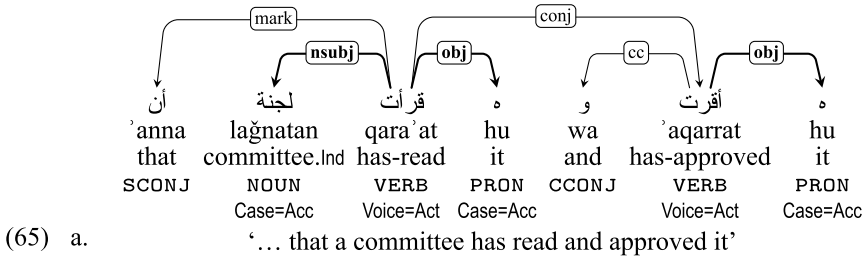 mark conj
nsubj obj cc obj
أن لجنة قرأت ه و أقرت ه
ʾanna laǧnatan qaraʾat hu wa ʾaqarrat hu
that committee.Ind has-read it and has-approved it
SCONJ NOUN VERB PRON CCONJ VERB PRON
Case=Acc Voice=Act Case=Acc Voice=Act Case=Acc
(65) a. ‘… that a committee has read and approved it’